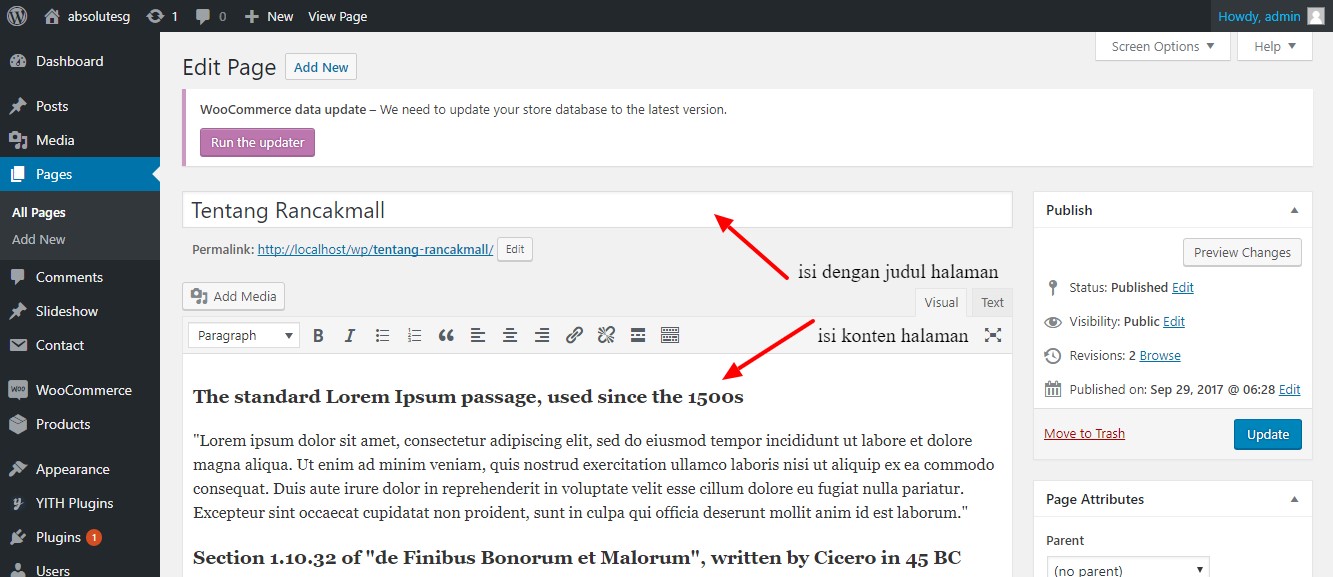 absolutesg 1 0 New View Page Howdy, admin
Screen Options Help
Dashboard
Posts
Media
Pages
All Pages
Add New
Comments
Slideshow
Contact
WOO WooCommerce
Products
Appearance
YITH Plugins
Plugins 1
Users
Edit Page Add New
WooCommerce data update – We need to update your store database to the latest version.
Run the updater
Tentang Rancakmall
Permalink: http://localhost/wp/tentang-rancakmall/ Edit
isi dengan judul halaman
Add Media
Visual Text
Paragraph
isi konten halaman
The standard Lorem Ipsum passage, used since the 1500s
"Lorem ipsum dolor sit amet, consectetur adipiscing elit, sed do eiusmod tempor incididunt ut labore et dolore
magna aliqua. Ut enim ad minim veniam, quis nostrud exercitation ullamco laboris nisi ut aliquip ex ea commodo
consequat. Duis aute irure dolor in reprehenderit in voluptate velit esse cillum dolore eu fugiat nulla pariatur.
Excepteur sint occaecat cupidatat non proident, sunt in culpa qui officia deserunt mollit anim id est laborum."
Section 1.10.32 of "de Finibus Bonorum et Malorum", written by Cicero in 45 BC
Publish
Preview Changes
Status: Published Edit
Visibility: Public Edit
Revisions: 2 Browse
Published on: Sep 29, 2017 @ 06:28 Edit
Move to Trash Update
Page Attributes
Parent
(no parent)